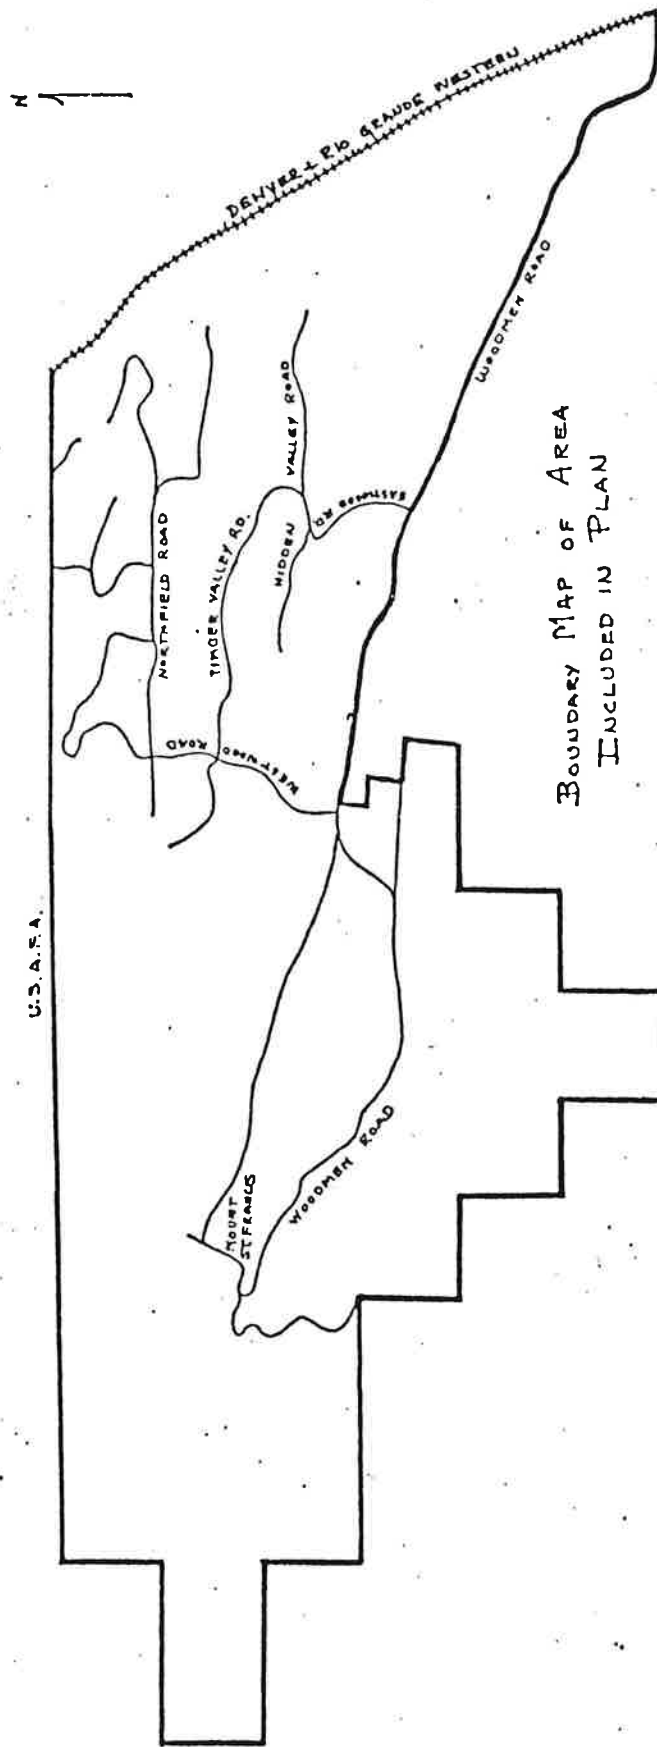 N
DENVER + RIO GRANDE WESTERN
U.S.A.F.A.
NORTHFIELD ROAD
TIMBER VALLEY RD.
HIDDEN VALLEY ROAD
EASTWOOD RD
WESTWOOD ROAD
WOODMEN ROAD
MOUNT
ST FRANCIS
WOODMEN ROAD
BOUNDARY MAP OF AREA
INCLUDED IN PLAN